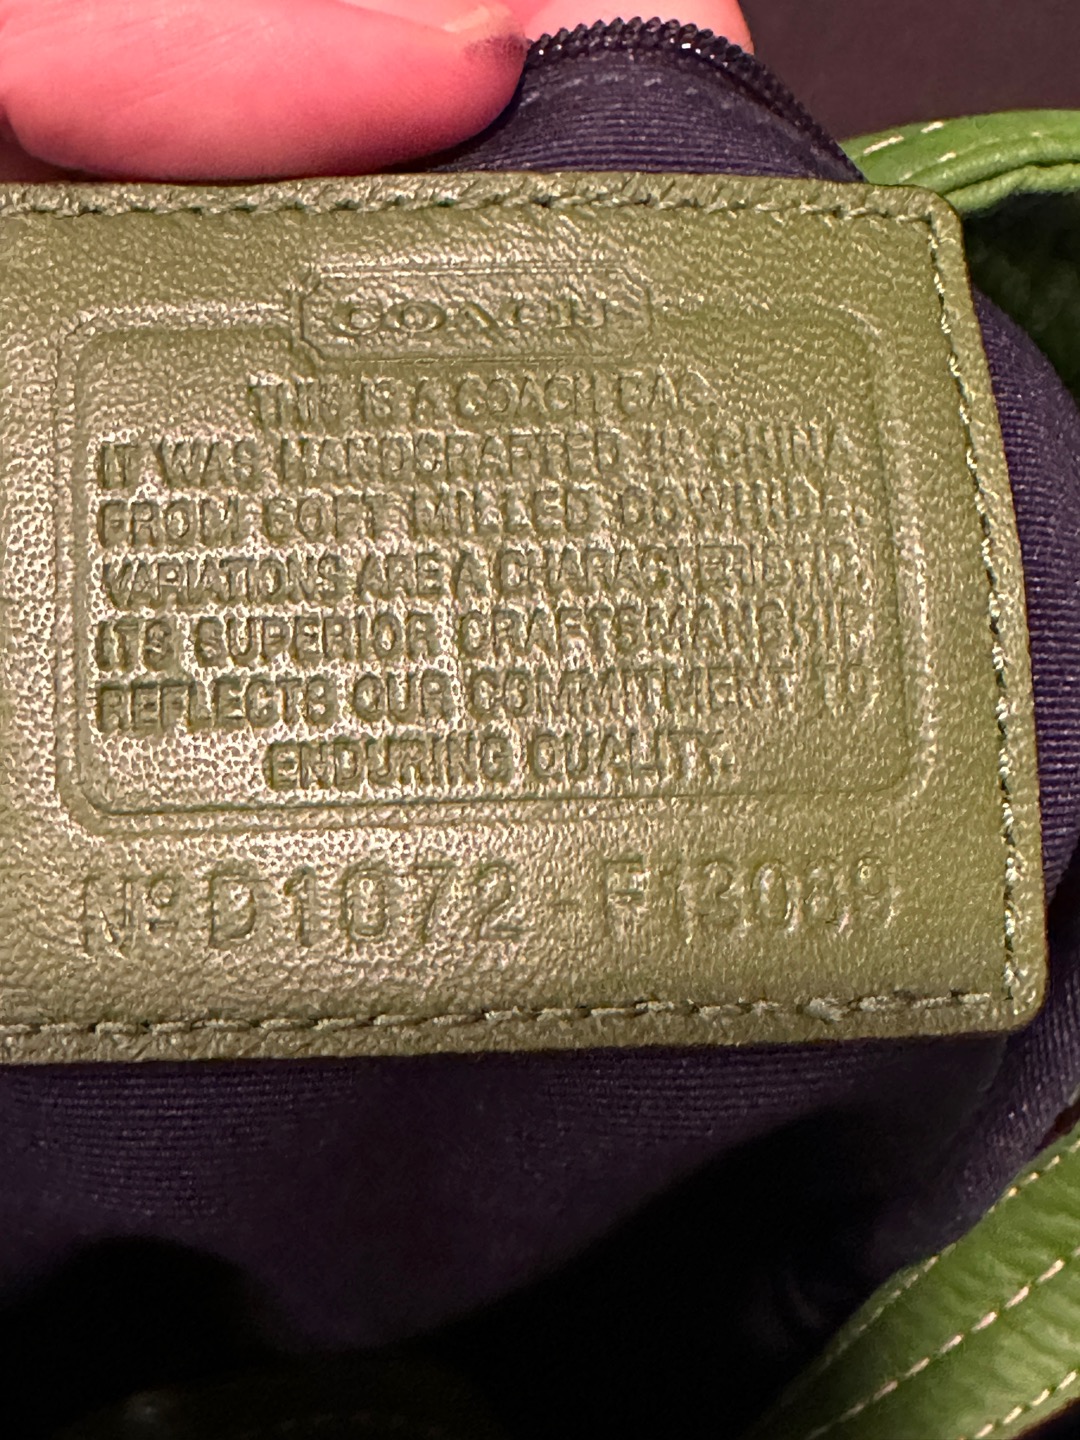 COACH
THIS IS A COACH BAG.
IT WAS HANDCRAFTED IN CHINA
FROM SOFT MILLED COWHIDE.
VARIATIONS ARE A CHARACTERISTIC.
ITS SUPERIOR CRAFTSMANSHIP
REFLECTS OUR COMMITMENT TO
ENDURING QUALITY.
Nº D1072-F13089